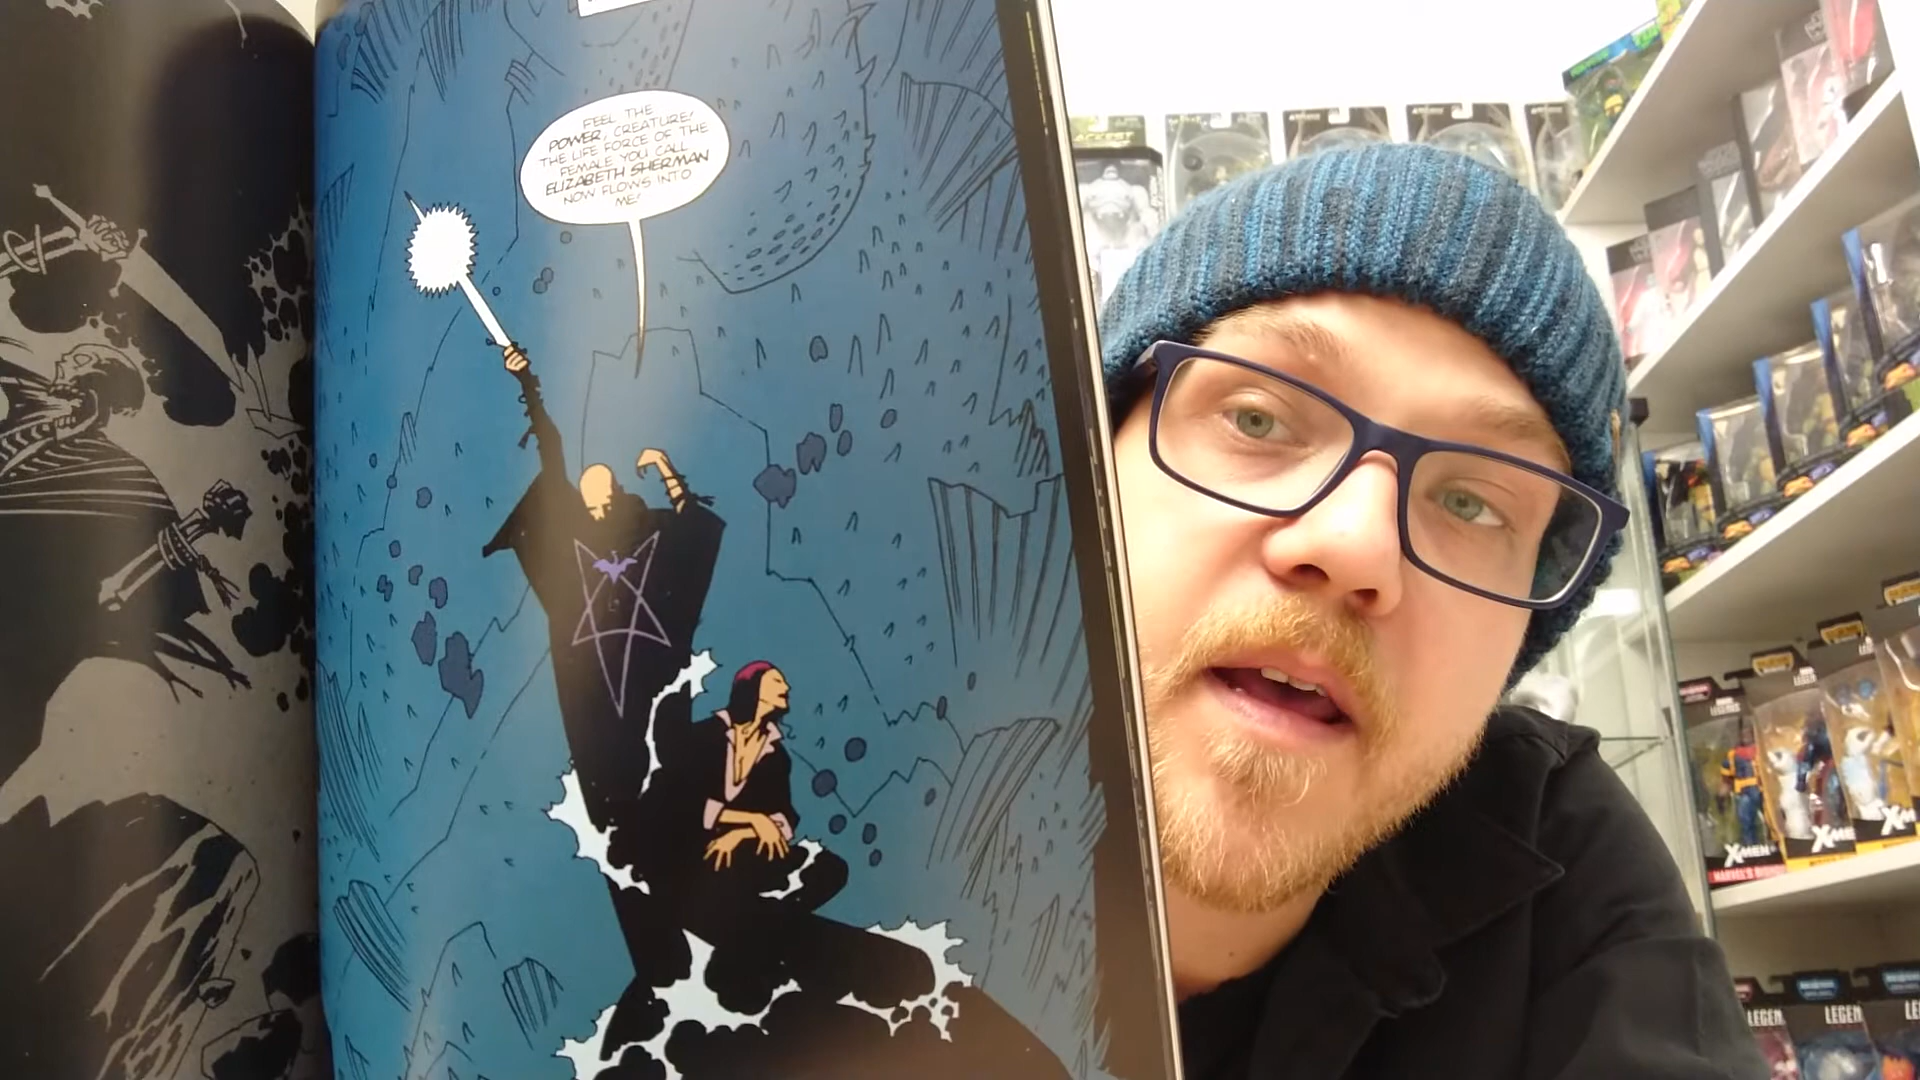 FEEL THE
POWER, CREATURE!
THE LIFE FORCE OF THE
FEMALE YOU CALL
ELIZABETH SHERMAN
NOW FLOWS INTO
ME!
X-MEN
LEGEN
LEGEN